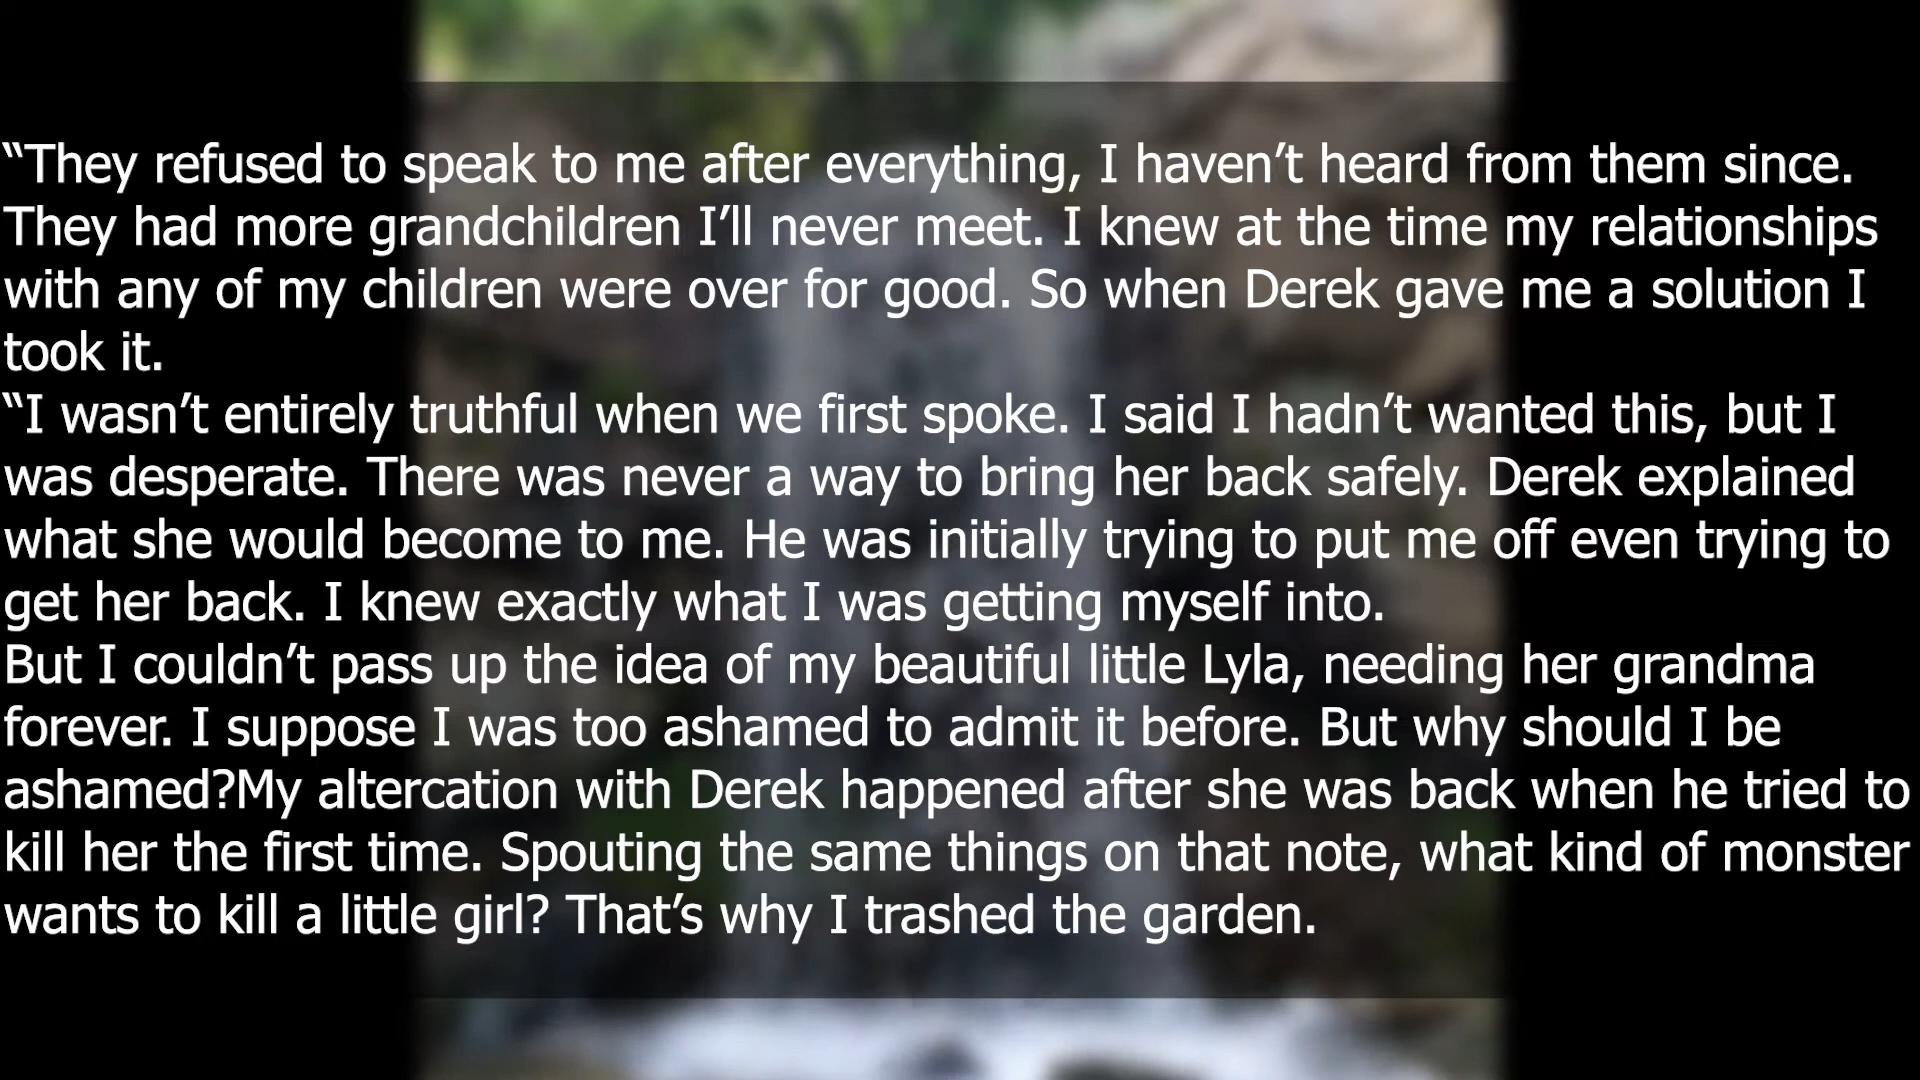 “They refused to speak to me after everything, I haven’t heard from them since.
They had more grandchildren I’ll never meet. I knew at the time my relationships
with any of my children were over for good. So when Derek gave me a solution I
took it.
“I wasn’t entirely truthful when we first spoke. I said I hadn’t wanted this, but I
was desperate. There was never a way to bring her back safely. Derek explained
what she would become to me. He was initially trying to put me off even trying to
get her back. I knew exactly what I was getting myself into.
But I couldn’t pass up the idea of my beautiful little Lyla, needing her grandma
forever. I suppose I was too ashamed to admit it before. But why should I be
ashamed?My altercation with Derek happened after she was back when he tried to
kill her the first time. Spouting the same things on that note, what kind of monster
wants to kill a little girl? That’s why I trashed the garden.